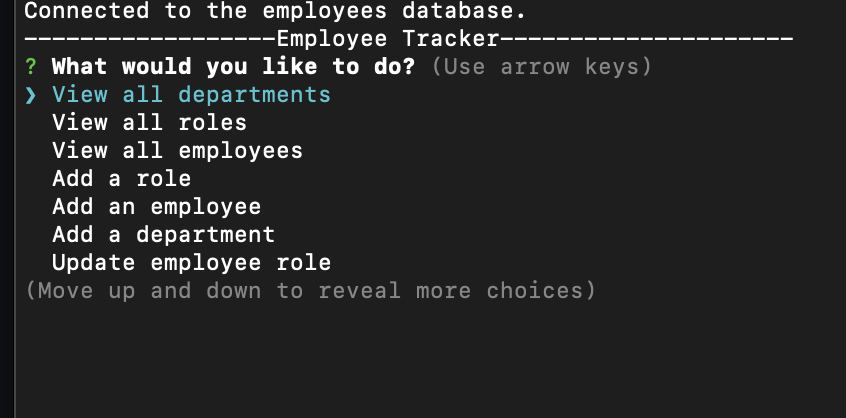 Connected to the employees database.
------------------Employee Tracker---------------------
? What would you like to do? (Use arrow keys)
❯ View all departments
View all roles
View all employees
Add a role
Add an employee
Add a department
Update employee role
(Move up and down to reveal more choices)